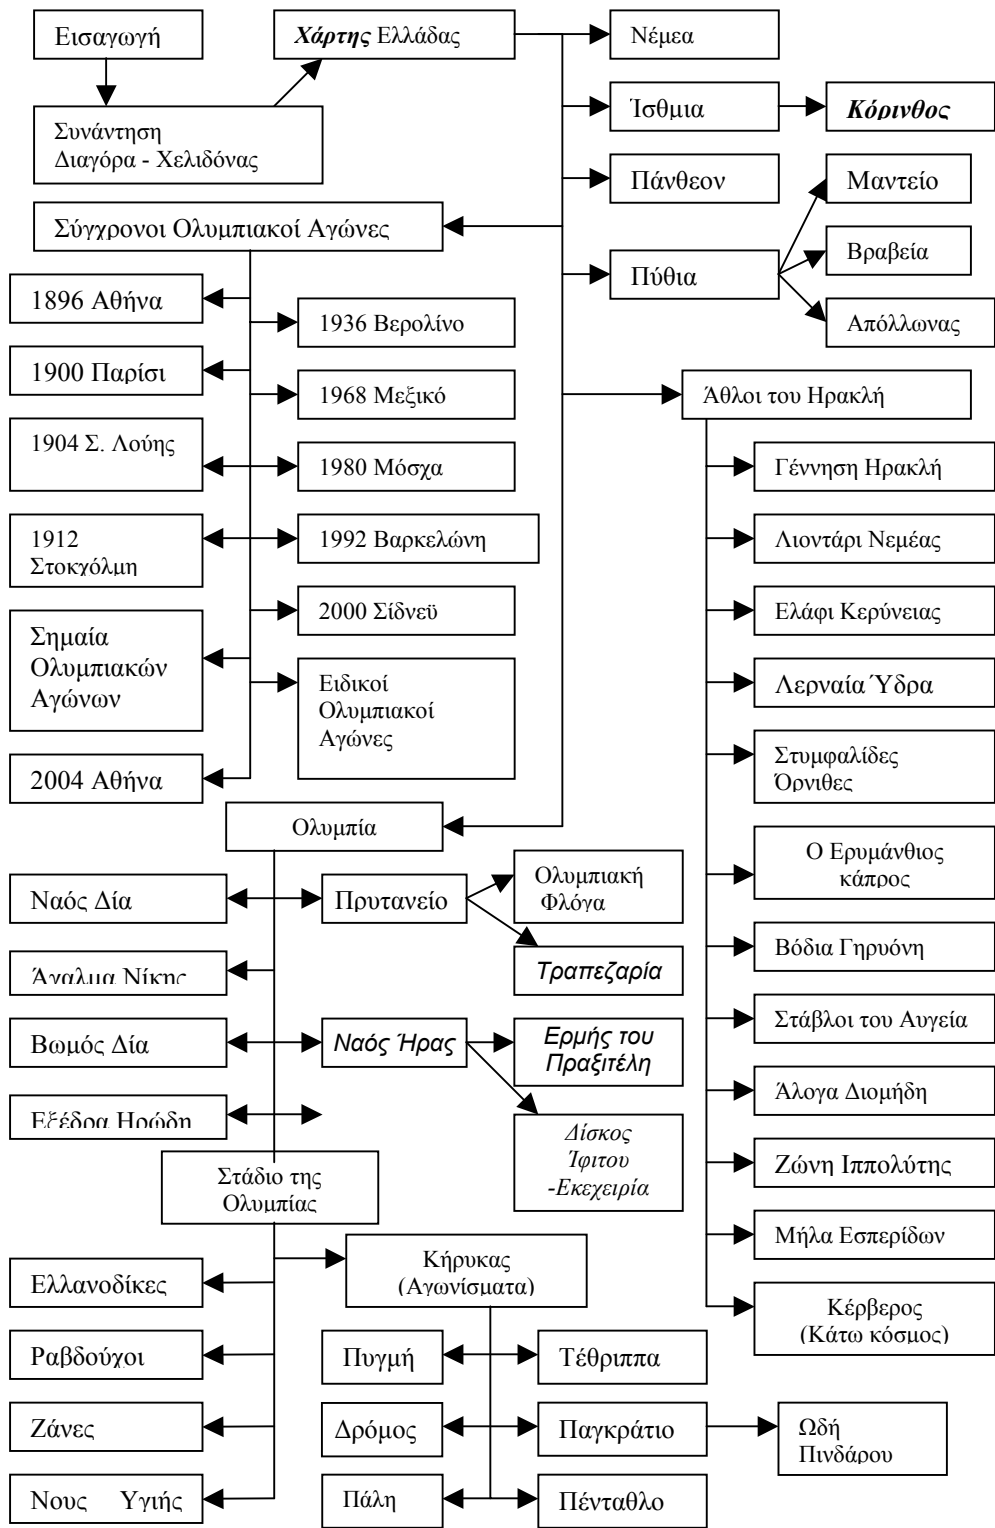 Εισαγωγή
Χάρτης Ελλάδας
Νέμεα
Συνάντηση
Διαγόρα - Χελιδόνας
Ίσθμια
Κόρινθος
Πάνθεον
Μαντείο
Σύγχρονοι Ολυμπιακοί Αγώνες
Πύθια
Βραβεία
Απόλλωνας
1896 Αθήνα
1936 Βερολίνο
1900 Παρίσι
1968 Μεξικό
1904 Σ. Λούης
1980 Μόσχα
1912
Στοκχόλμη
1992 Βαρκελώνη
2000 Σίδνεϋ
Σημαία
Ολυμπιακών
Αγώνων
Ειδικοί
Ολυμπιακοί
Αγώνες
2004 Αθήνα
Άθλοι του Ηρακλή
Γέννηση Ηρακλή
Λιοντάρι Νεμέας
Ελάφι Κερύνειας
Λερναία Ύδρα
Στυμφαλίδες
Όρνιθες
Ο Ερυμάνθιος
κάπρος
Βόδια Γηρυόνη
Στάβλοι του Αυγεία
Άλογα Διομήδη
Ζώνη Ιππολύτης
Μήλα Εσπερίδων
Κέρβερος
(Κάτω κόσμος)
Ολυμπία
Ναός Δία
Πρυτανείο
Ολυμπιακή
Φλόγα
Τραπεζαρία
Άγαλμα Νίκης
Βωμός Δία
Ναός Ήρας
Ερμής του
Πραξιτέλη
Δίσκος
Ίφιτου
-Εκεχειρία
Εξέδρα Ηρώδη
Στάδιο της
Ολυμπίας
Ελλανοδίκες
Κήρυκας
(Αγωνίσματα)
Ραβδούχοι
Πυγμή
Τέθριππα
Ζάνες
Δρόμος
Παγκράτιο
Ωδή
Πινδάρου
Νους Υγιής
Πάλη
Πένταθλο